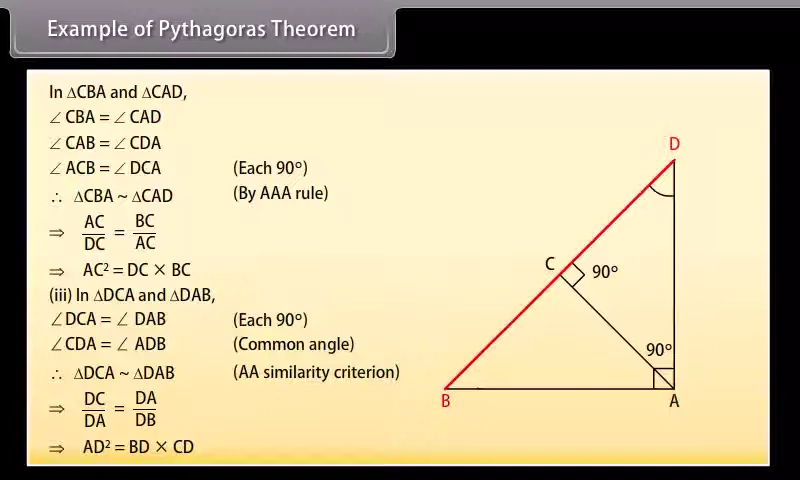 Example of Pythagoras Theorem
In ΔCBA and ΔCAD,
∠ CBA = ∠ CAD
∠ CAB = ∠ CDA
∠ ACB = ∠ DCA (Each 90°)
∴ ΔCBA ~ ΔCAD (By AAA rule)
⇒ AC/DC = BC/AC
⇒ AC² = DC × BC
(iii) In ΔDCA and ΔDAB,
∠DCA = ∠ DAB (Each 90°)
∠CDA = ∠ ADB (Common angle)
∴ ΔDCA ~ ΔDAB (AA similarity criterion)
⇒ DC/DA = DA/DB
⇒ AD² = BD × CD
D
C 90°
90°
B A